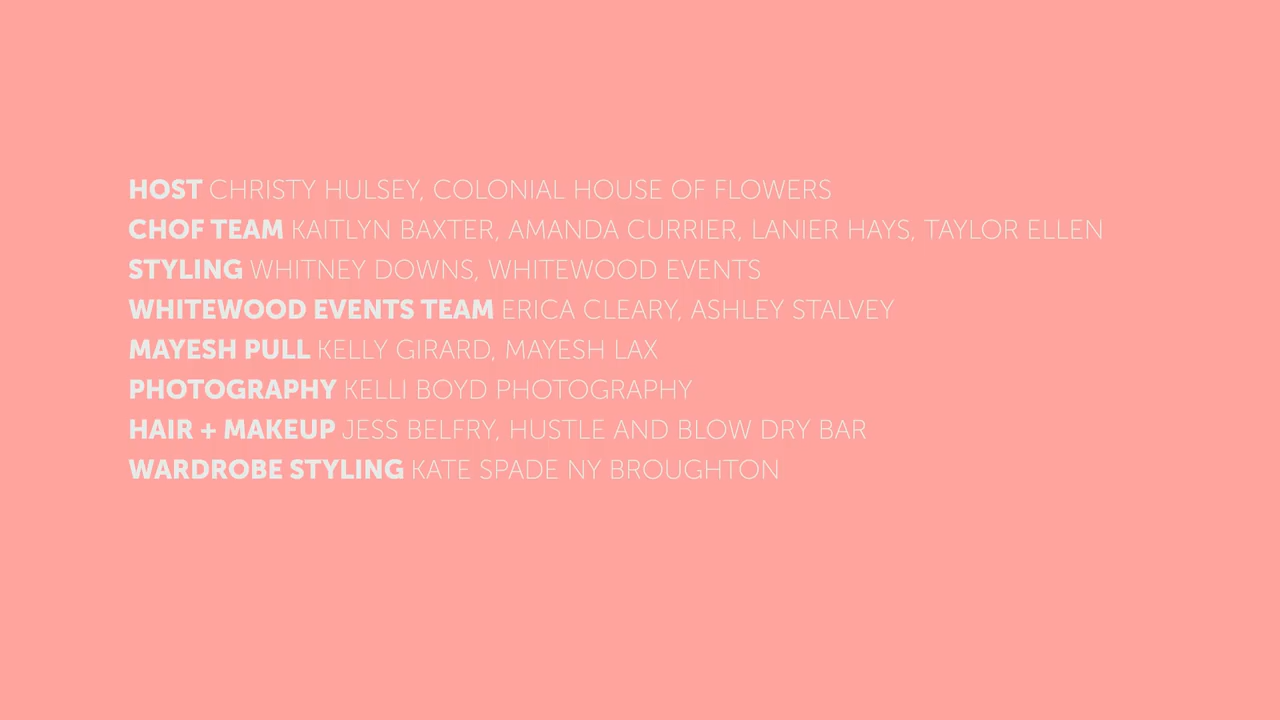 HOST CHRISTY HULSEY, COLONIAL HOUSE OF FLOWERS
CHOF TEAM KAITLYN BAXTER, AMANDA CURRIER, LANIER HAYS, TAYLOR ELLEN
STYLING WHITNEY DOWNS, WHITEWOOD EVENTS
WHITEWOOD EVENTS TEAM ERICA CLEARY, ASHLEY STALVEY
MAYESH PULL KELLY GIRARD, MAYESH LAX
PHOTOGRAPHY KELLI BOYD PHOTOGRAPHY
HAIR + MAKEUP JESS BELFRY, HUSTLE AND BLOW DRY BAR
WARDROBE STYLING KATE SPADE NY BROUGHTON